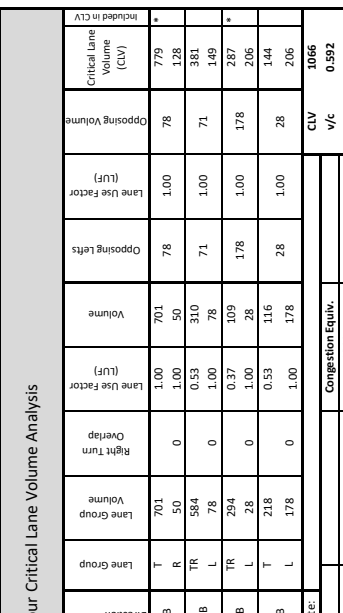 ur Critical Lane Volume Analysis
Lane Group
Lane Group Volume
Right Turn Overlap
Lane Use Factor (LUF)
Volume
Opposing Lefts
Lane Use Factor (LUF)
Opposing Volume
Critical Lane Volume (CLV)
Included in CLV
B T 701 1.00 701 78 1.00 78 779 *
R 50 0 1.00 50 128
B TR 584 0.53 310 71 1.00 71 381
L 78 0 1.00 78 149
B TR 294 0.37 109 178 1.00 178 287 *
L 28 0 1.00 28 206
B T 218 0.53 116 28 1.00 28 144
L 178 0 1.00 178 206
te: CLV 1066
Congestion Equiv. v/c 0.592